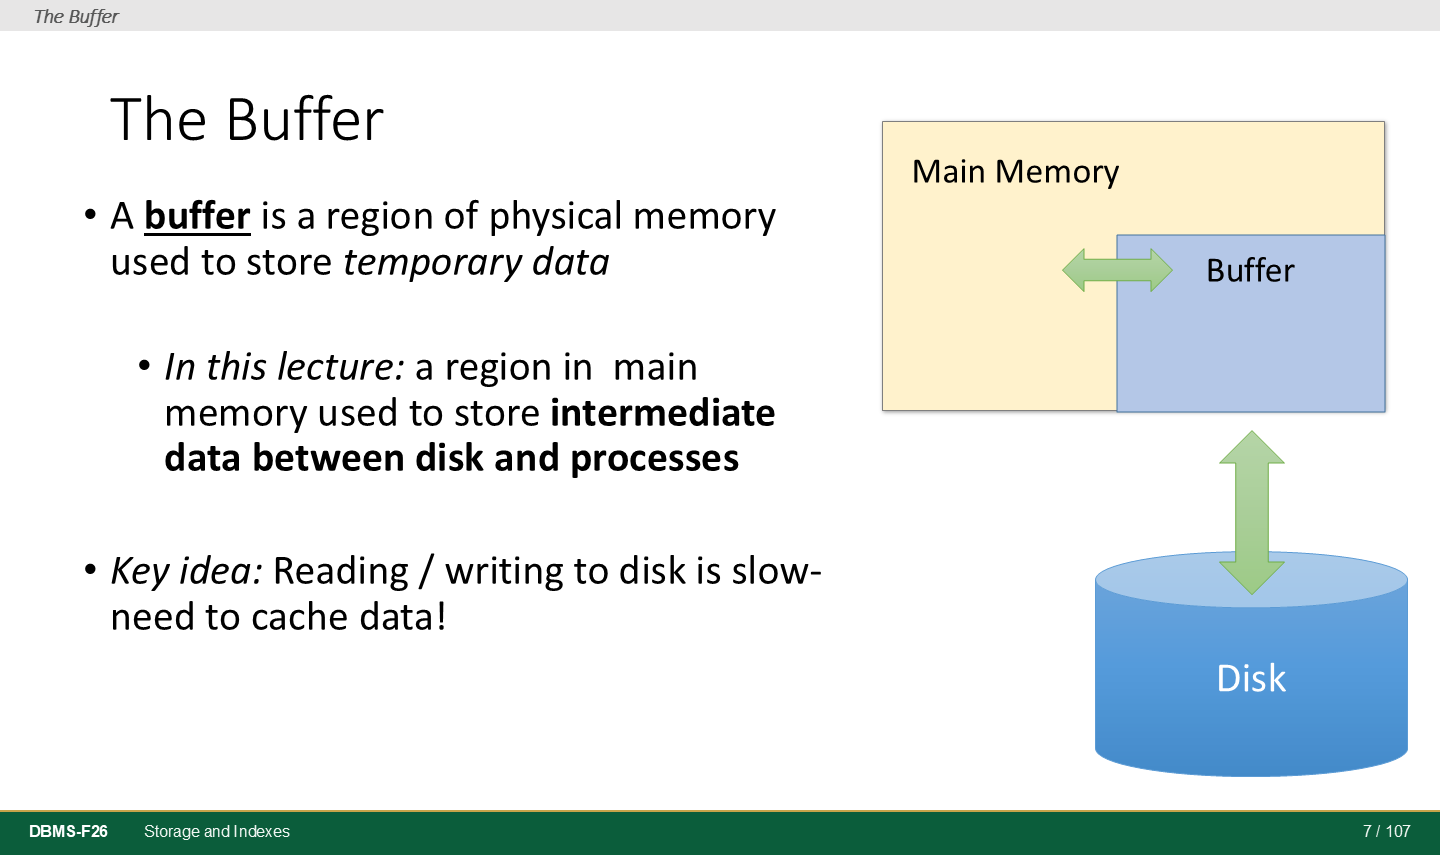 The Buffer
The Buffer
• A buffer is a region of physical memory
used to store temporary data
• In this lecture: a region in  main
memory used to store intermediate
data between disk and processes
• Key idea: Reading / writing to disk is slow-
need to cache data!
Main Memory
Buffer
Disk
DBMS-F26 Storage and Indexes 7 / 107